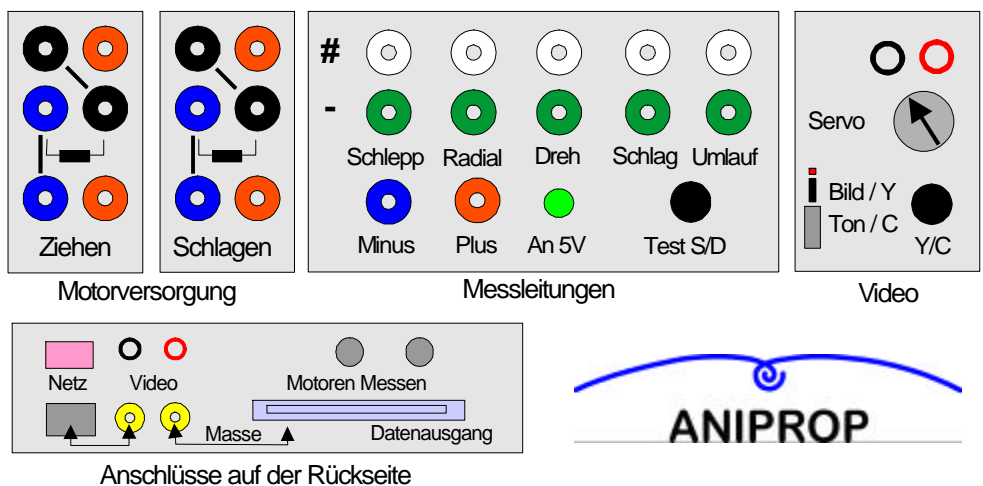 #
-
Schlepp Radial Dreh Schlag Umlauf
Minus Plus An 5V Test S/D
Ziehen Schlagen
Servo
Bild / Y
Ton / C
Y/C
Motorversorgung Messleitungen Video
Netz Video Motoren Messen
Masse Datenausgang
Anschlüsse auf der Rückseite
ANIPROP